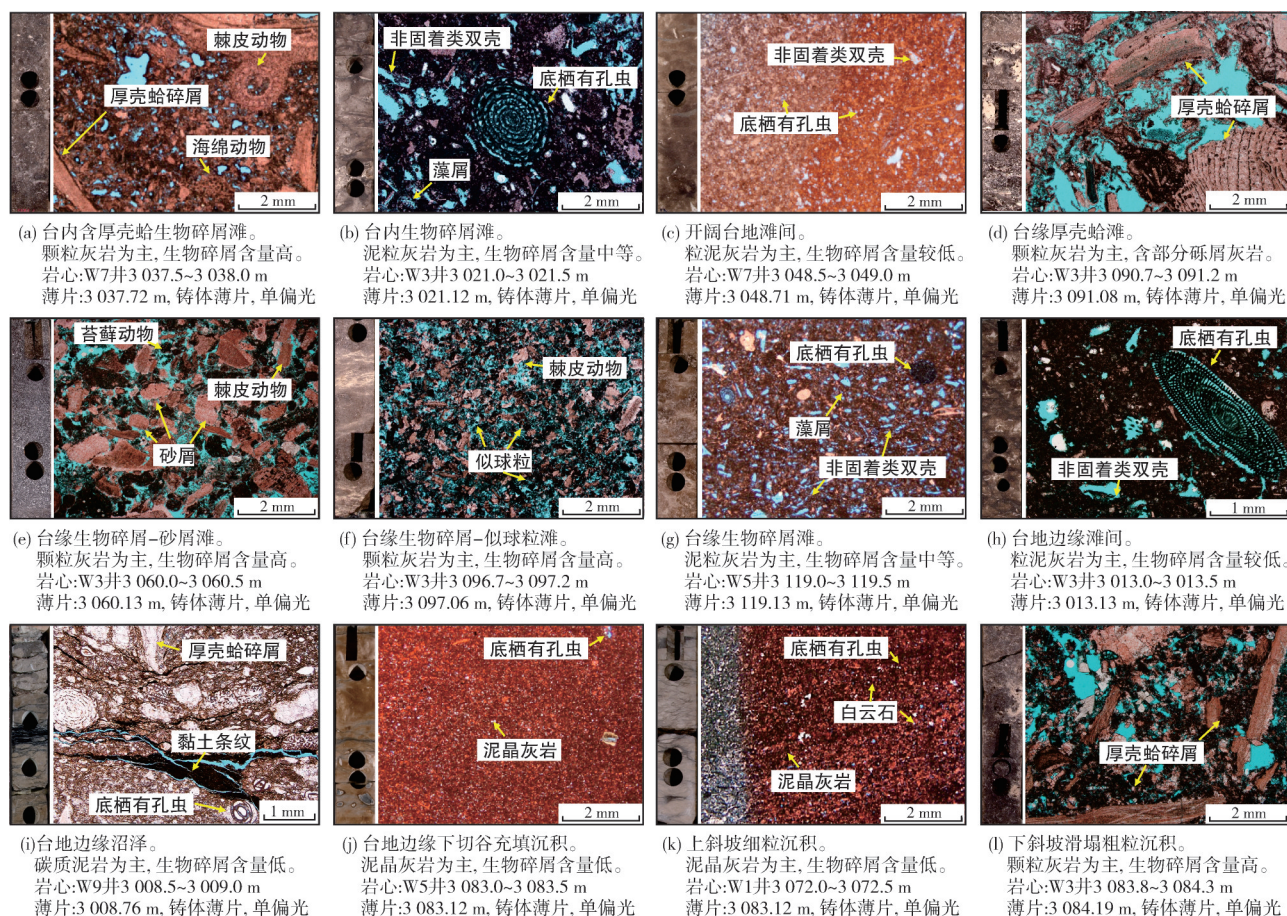 棘皮动物
厚壳蛤碎屑
海绵动物
2 mm
非固着类双壳
底栖有孔虫
藻屑
2 mm
非固着类双壳
底栖有孔虫
2 mm
厚壳蛤碎屑
2 mm
(a) 台内含厚壳蛤生物碎屑滩。
颗粒灰岩为主, 生物碎屑含量高。
岩心:W7井3 037.5~3 038.0 m
薄片:3 037.72 m, 铸体薄片, 单偏光
(b) 台内生物碎屑滩。
泥粒灰岩为主, 生物碎屑含量中等。
岩心:W3井3 021.0~3 021.5 m
薄片:3 021.12 m, 铸体薄片, 单偏光
(c) 开阔台地滩间。
粒泥灰岩为主, 生物碎屑含量较低。
岩心:W7井3 048.5~3 049.0 m
薄片:3 048.71 m, 铸体薄片, 单偏光
(d) 台缘厚壳蛤滩。
颗粒灰岩为主, 含部分砾屑灰岩。
岩心:W3井3 090.7~3 091.2 m
薄片:3 091.08 m, 铸体薄片, 单偏光
苔藓动物
棘皮动物
砂屑
2 mm
棘皮动物
似球粒
2 mm
底栖有孔虫
藻屑
非固着类双壳
2 mm
底栖有孔虫
非固着类双壳
1 mm
(e) 台缘生物碎屑–砂屑滩。
颗粒灰岩为主, 生物碎屑含量高。
岩心:W3井3 060.0~3 060.5 m
薄片:3 060.13 m, 铸体薄片, 单偏光
(f) 台缘生物碎屑–似球粒滩。
颗粒灰岩为主, 生物碎屑含量高。
岩心:W3井3 096.7~3 097.2 m
薄片:3 097.06 m, 铸体薄片, 单偏光
(g) 台缘生物碎屑滩。
泥粒灰岩为主, 生物碎屑含量中等。
岩心:W5井3 119.0~3 119.5 m
薄片:3 119.13 m, 铸体薄片, 单偏光
(h) 台地边缘滩间。
粒泥灰岩为主, 生物碎屑含量较低。
岩心:W3井3 013.0~3 013.5 m
薄片:3 013.13 m, 铸体薄片, 单偏光
厚壳蛤碎屑
黏土条纹
底栖有孔虫
1 mm
底栖有孔虫
泥晶灰岩
2 mm
底栖有孔虫
白云石
泥晶灰岩
2 mm
厚壳蛤碎屑
2 mm
(i)台地边缘沼泽。
碳质泥岩为主, 生物碎屑含量低。
岩心:W9井3 008.5~3 009.0 m
薄片:3 008.76 m, 铸体薄片, 单偏光
(j) 台地边缘下切谷充填沉积。
泥晶灰岩为主, 生物碎屑含量低。
岩心:W5井3 083.0~3 083.5 m
薄片:3 083.12 m, 铸体薄片, 单偏光
(k) 上斜坡细粒沉积。
泥晶灰岩为主, 生物碎屑含量低。
岩心:W1井3 072.0~3 072.5 m
薄片:3 083.12 m, 铸体薄片, 单偏光
(l) 下斜坡滑塌粗粒沉积。
颗粒灰岩为主, 生物碎屑含量高。
岩心:W3井3 083.8~3 084.3 m
薄片:3 084.19 m, 铸体薄片, 单偏光